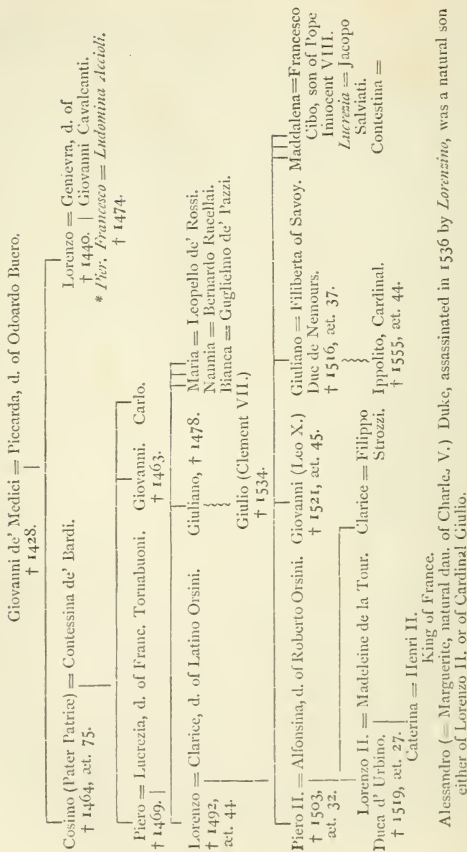 Giovanni de' Medici = Piccarda, d. of Odoardo Buero.
† 1428.
Cosimo (Pater Patriæ) = Contessina de' Bardi.
† 1464, æt. 75.
Lorenzo = Genievra, d. of
† 1440. | Giovanni Cavalcanti.
* Pier. Francesco = Ludomina Accioli.
† 1474.
Piero = Lucrezia, d. of Franc. Tornabuoni.
† 1469.
Giovanni.
† 1463.
Carlo.
Lorenzo = Clarice, d. of Latino Orsini.
† 1492,
æt. 44.
Giuliano, † 1478.
Giulio (Clement VII.)
† 1534.
Maria = Leopello de' Rossi.
Nannia = Bernardo Rucellai.
Bianca = Guglielmo de' Pazzi.
Piero II. = Alfonsina, d. of Roberto Orsini.
† 1503,
æt. 32.
Giovanni (Leo X.)
† 1521, æt. 45.
Giuliano = Filiberta of Savoy.
Duc de Nemours.
† 1516, æt. 37.
Maddalena = Francesco
Cibo, son of Pope
Innocent VIII.
Lucrezia = Jacopo
Salviati.
Contestina =
Lorenzo II. = Madeleine de la Tour.
Duca d' Urbino.
† 1519, æt. 27.
Clarice = Filippo
Strozzi.
Ippolito, Cardinal.
† 1555, æt. 44.
Caterina = Henri II.
King of France.
Alessandro (= Marguerite, natural dau. of Charles V.) Duke, assassinated in 1536 by Lorenzino, was a natural son
either of Lorenzo II. or of Cardinal Giulio.